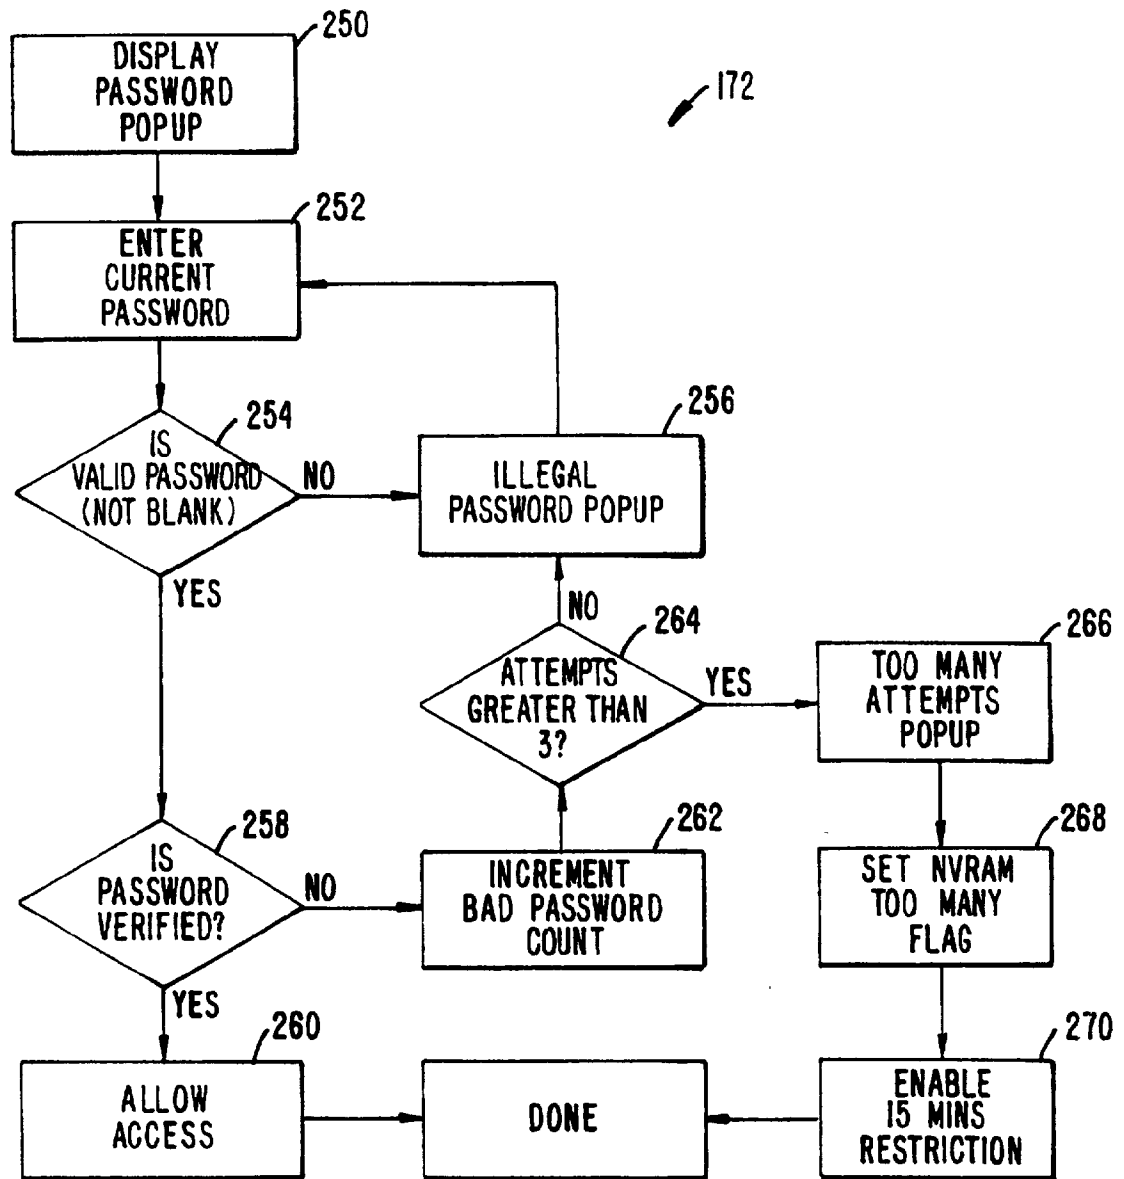 250
DISPLAY
PASSWORD
POPUP
172
252
ENTER
CURRENT
PASSWORD
254
IS
VALID PASSWORD
(NOT BLANK)
NO
YES
256
ILLEGAL
PASSWORD POPUP
NO
264
ATTEMPTS
GREATER THAN
3?
YES
266
TOO MANY
ATTEMPTS
POPUP
258
IS
PASSWORD
VERIFIED?
NO
YES
262
INCREMENT
BAD PASSWORD
COUNT
268
SET NVRAM
TOO MANY
FLAG
260
ALLOW
ACCESS
DONE
270
ENABLE
15 MINS
RESTRICTION